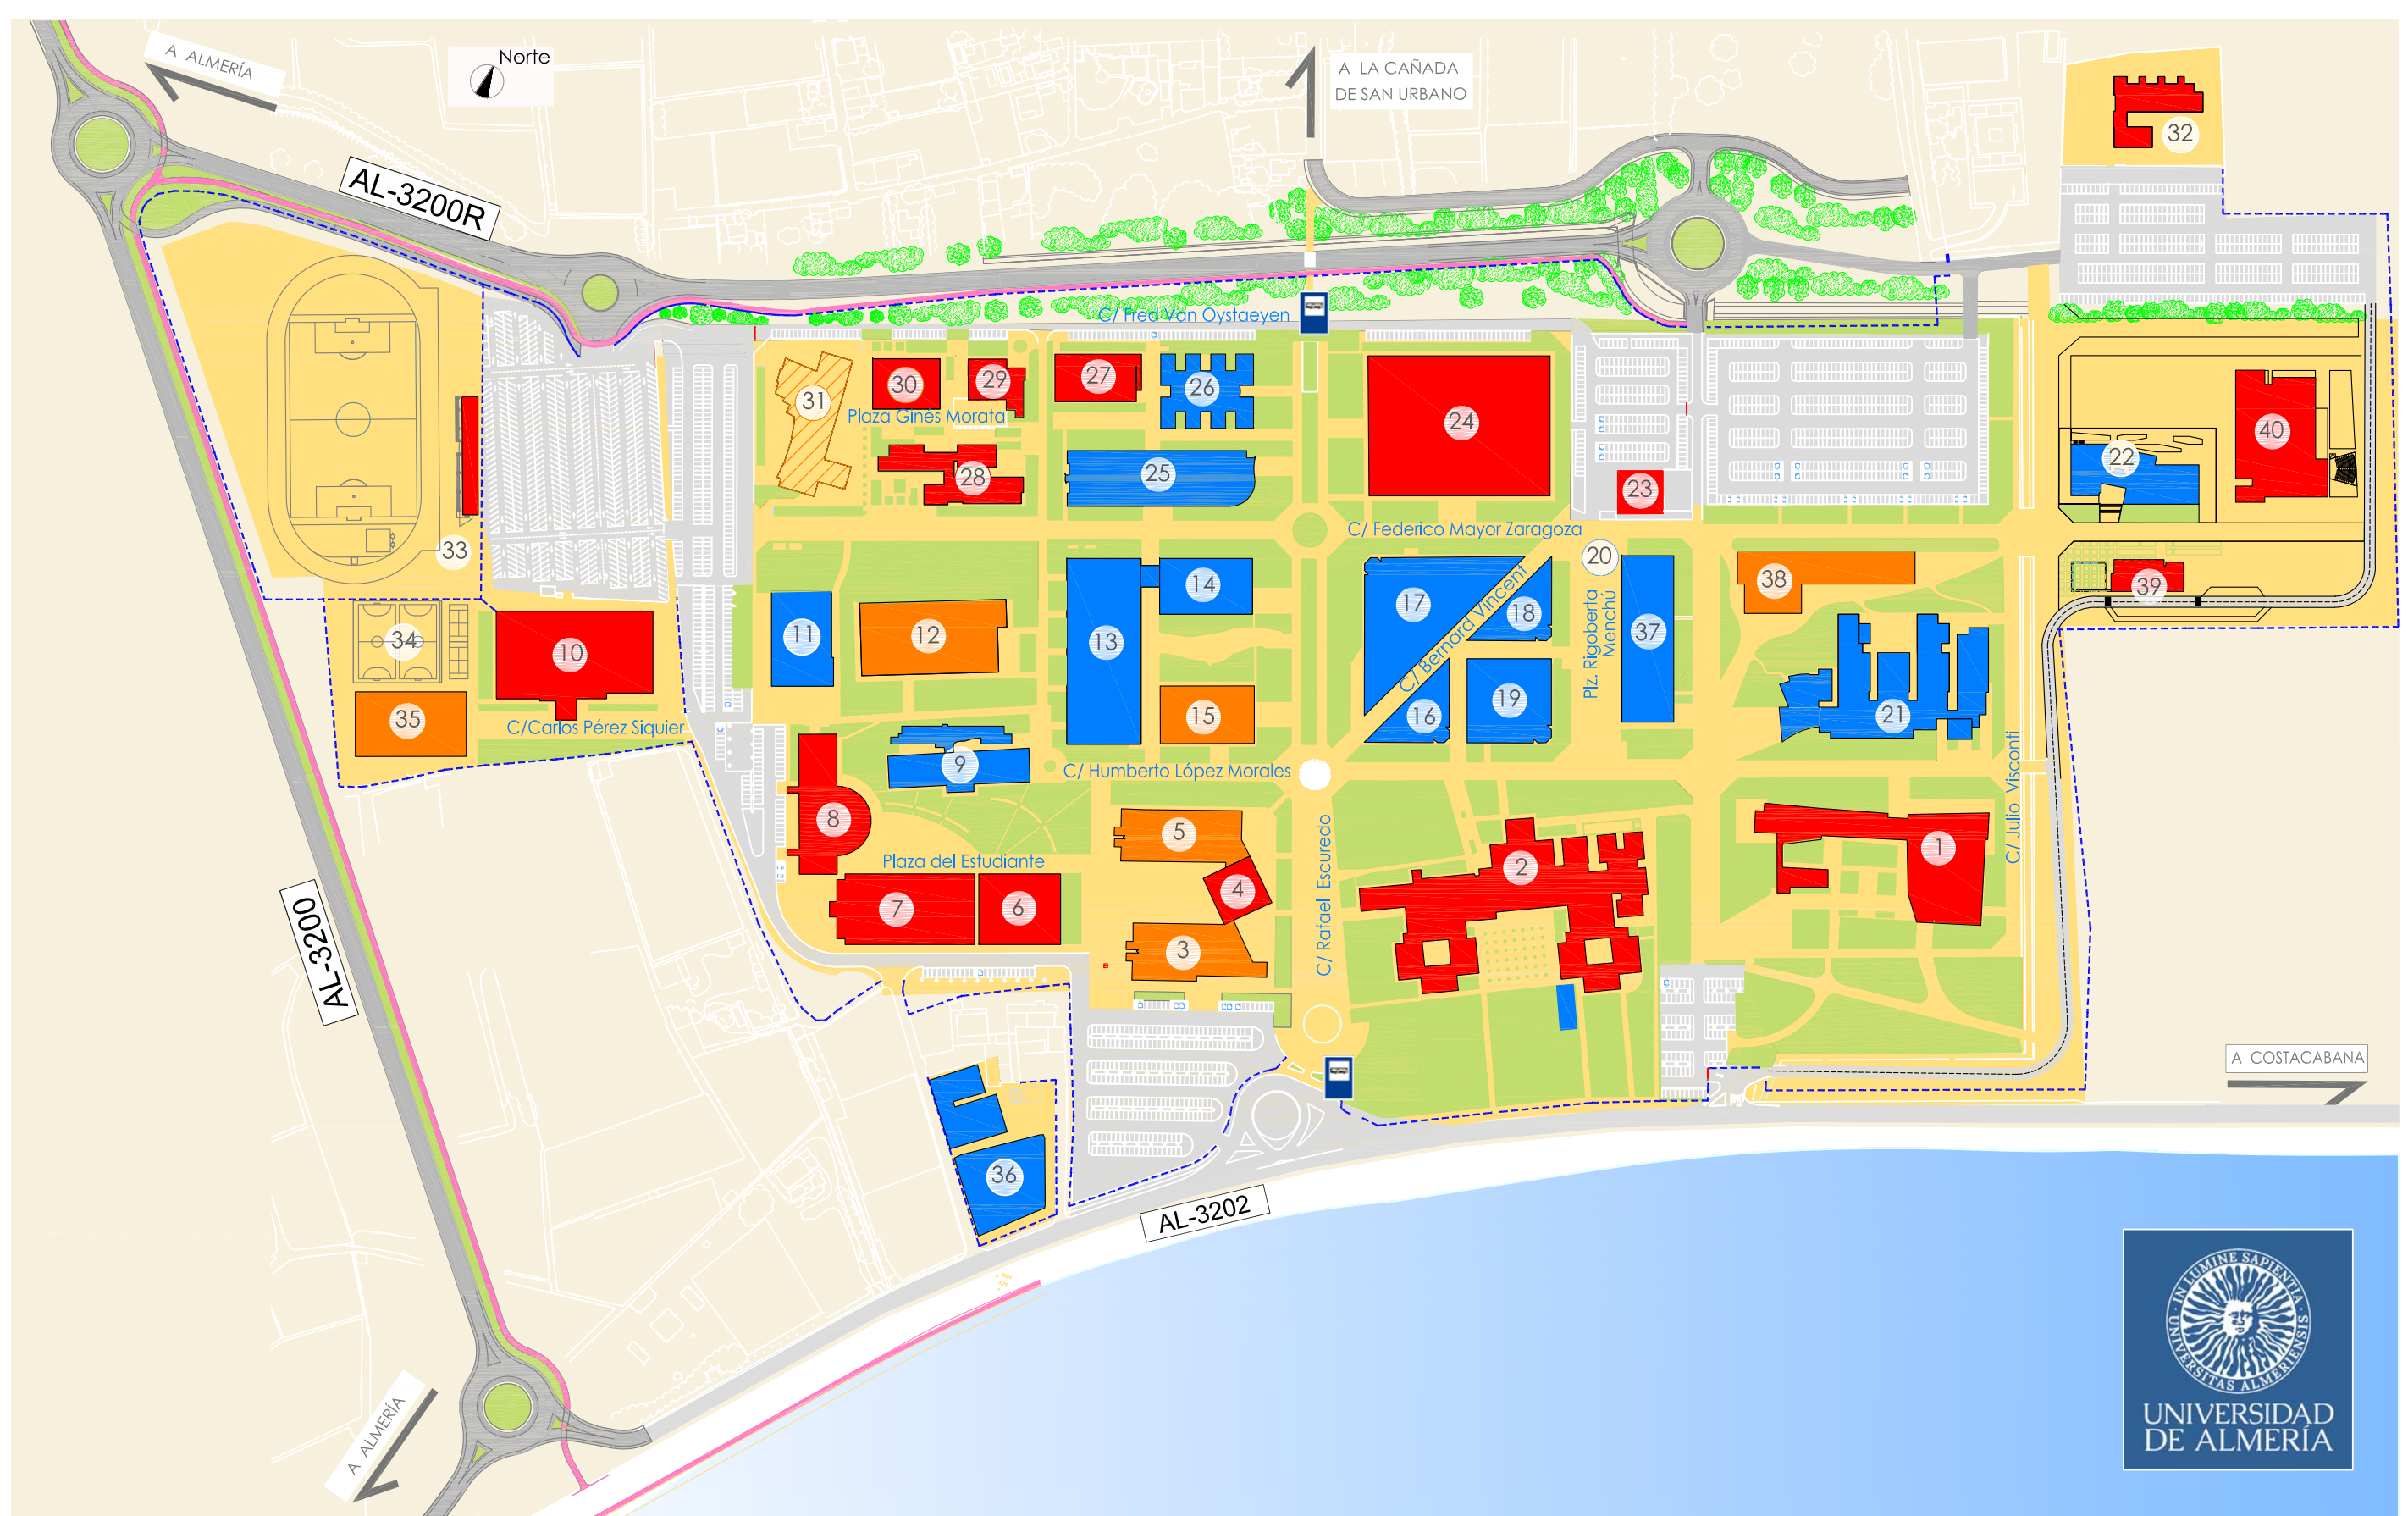 A ALMERÍA
Norte
A LA CAÑADA
DE SAN URBANO
32
AL-3200R
C/ Fred Van Oystaeyen
31
30
29
27
26
24
Plaza Ginés Morata
28
25
23
22
40
C/ Federico Mayor Zaragoza
33
20
Plz. Rigoberta
Menchú
34
10
35
C/Carlos Pérez Siquier
11
12
13
14
15
17
18
C/ Bernard Vincent
16
19
37
38
39
21
9
C/ Humberto López Morales
C/ Julio Visconti
8
5
Plaza del Estudiante
4
7
6
3
C/ Rafael Escuredo
2
1
AL-3200
A COSTACABANA
36
AL-3202
A ALMERÍA
IN LUMINE SAPIENTIA
UNIVERSITAS ALMERIENSIS
UNIVERSIDAD
DE ALMERÍA